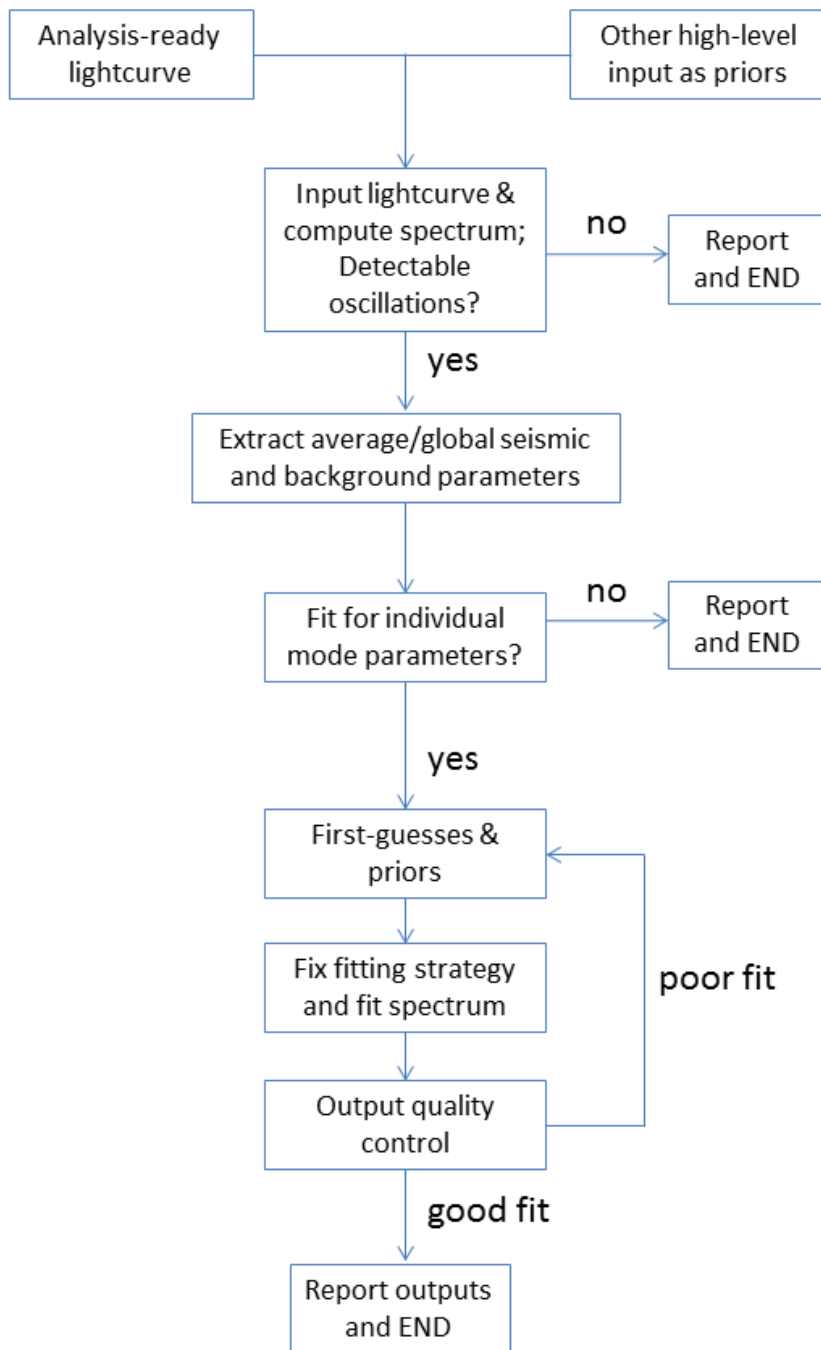 Analysis-ready
lightcurve
Other high-level
input as priors
Input lightcurve &
compute spectrum;
Detectable
oscillations?
no
Report
and END
yes
Extract average/global seismic
and background parameters
Fit for individual
mode parameters?
no
Report
and END
yes
First-guesses &
priors
Fix fitting strategy
and fit spectrum
poor fit
Output quality
control
good fit
Report outputs
and END